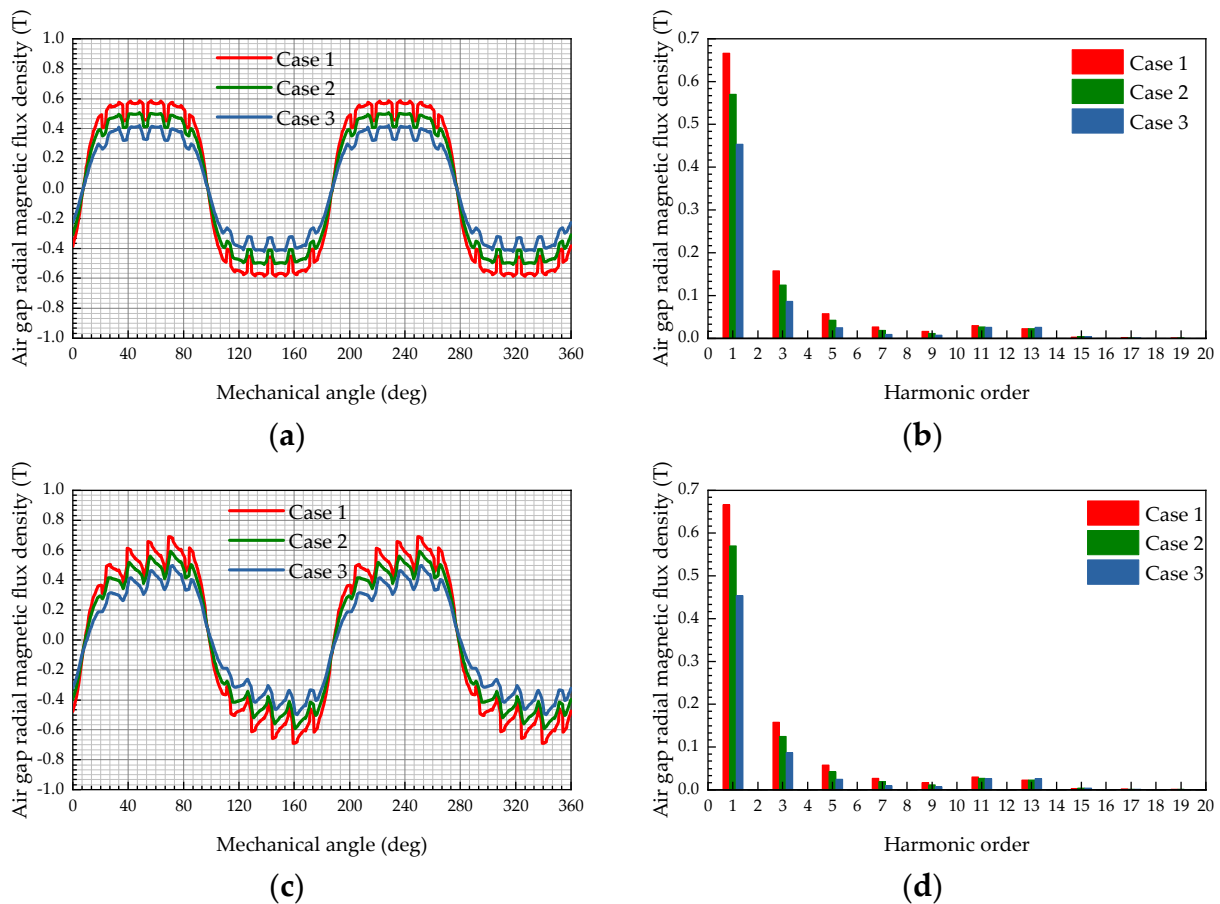 Air gap radial magnetic flux density (T)
1.0
0.8
0.6
0.4
0.2
0.0
-0.2
-0.4
-0.6
-0.8
-1.0
Case 1
Case 2
Case 3
0 40 80 120 160 200 240 280 320 360
Mechanical angle (deg)
(a)
Air gap radial magnetic flux density (T)
0.7
0.6
0.5
0.4
0.3
0.2
0.1
0.0
Case 1
Case 2
Case 3
0 1 2 3 4 5 6 7 8 9 10 11 12 13 14 15 16 17 18 19 20
Harmonic order
(b)
Air gap radial magnetic flux density (T)
1.0
0.8
0.6
0.4
0.2
0.0
-0.2
-0.4
-0.6
-0.8
-1.0
Case 1
Case 2
Case 3
0 40 80 120 160 200 240 280 320 360
Mechanical angle (deg)
(c)
Air gap radial magnetic flux density (T)
0.7
0.6
0.5
0.4
0.3
0.2
0.1
0.0
Case 1
Case 2
Case 3
0 1 2 3 4 5 6 7 8 9 10 11 12 13 14 15 16 17 18 19 20
Harmonic order
(d)